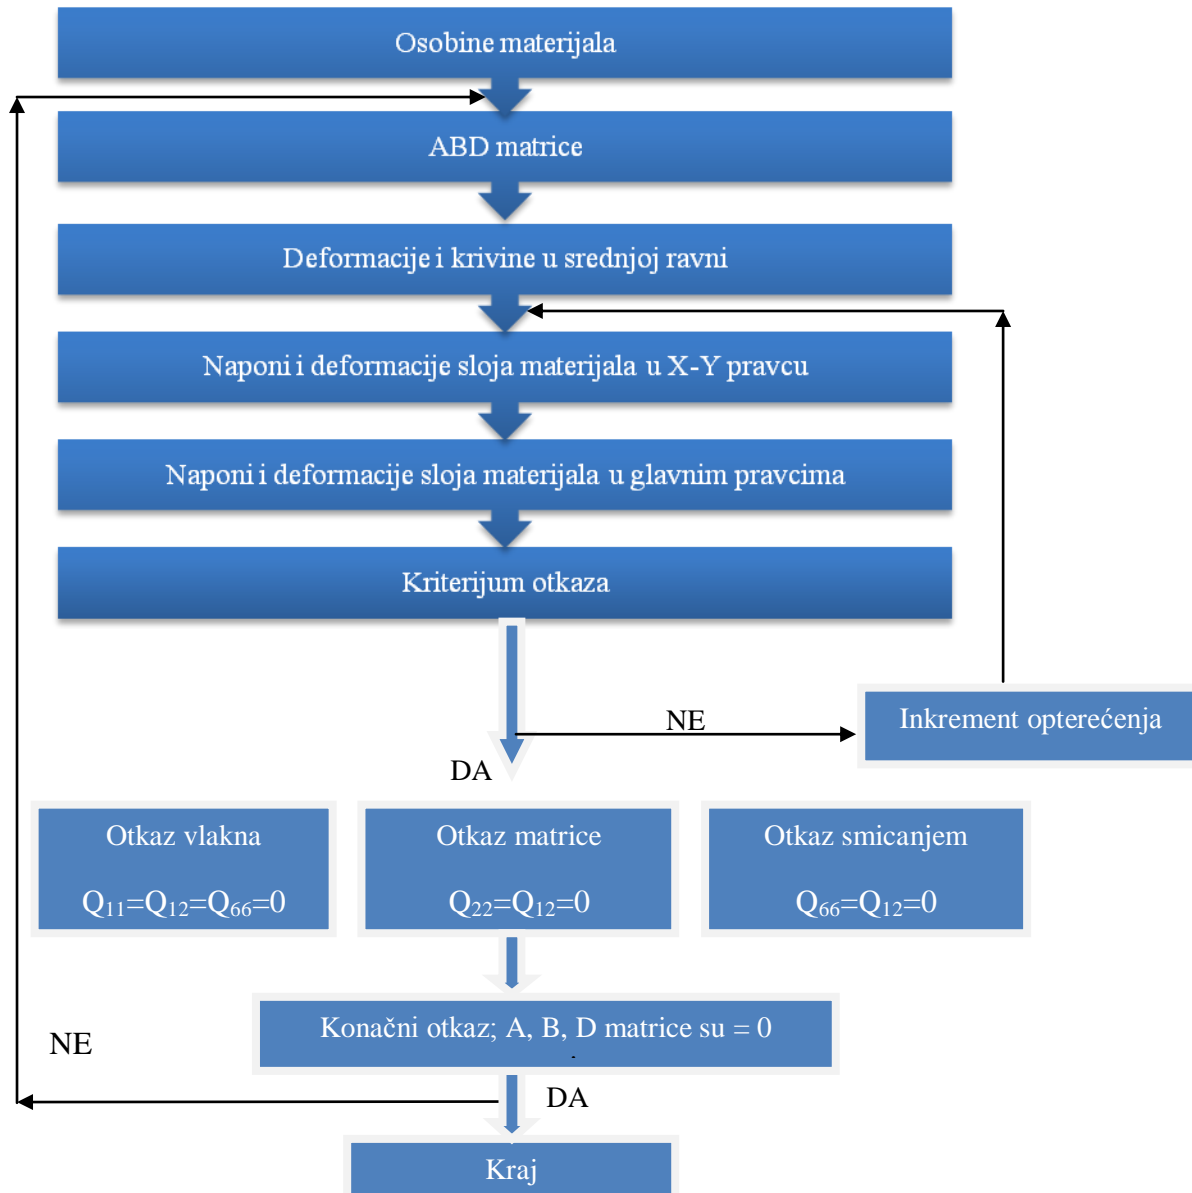 Osobine materijala
ABD matrice
Deformacije i krivine u srednjoj ravni
Naponi i deformacije sloja materijala u X-Y pravcu
Naponi i deformacije sloja materijala u glavnim pravcima
Kriterijum otkaza
NE
Inkrement opterećenja
DA
Otkaz vlakna
Q₁₁=Q₁₂=Q₆₆=0
Otkaz matrice
Q₂₂=Q₁₂=0
Otkaz smicanjem
Q₆₆=Q₁₂=0
Konačni otkaz; A, B, D matrice su = 0
NE
DA
Kraj